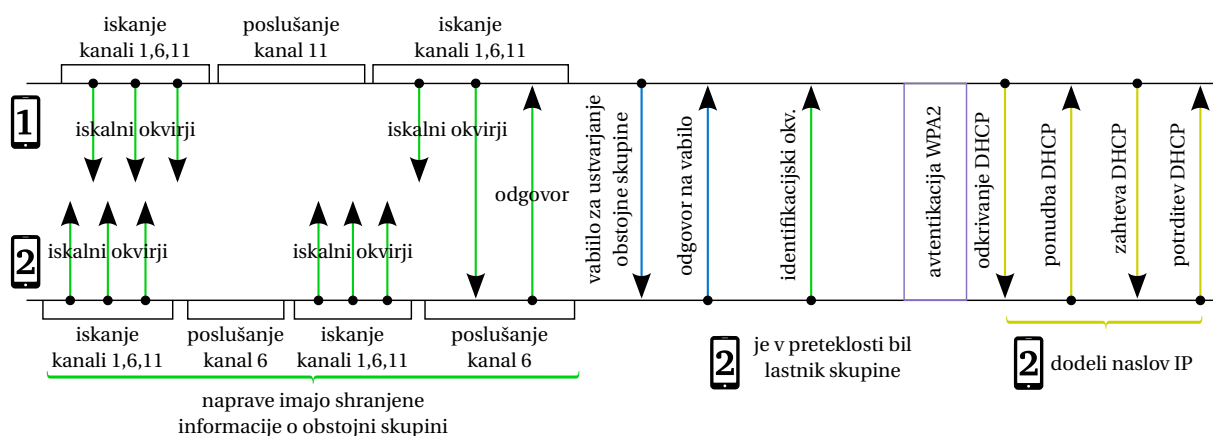 iskanje
kanali 1,6,11
poslušanje
kanal 11
iskanje
kanali 1,6,11
1
iskalni okvirji
iskalni okvirji
odgovor
2
iskalni okvirji
iskalni okvirji
vabiilo za ustvarjanje
obstojne skupine
odgovor na vabilo
identifikacijski okv.
avtentikacija WPA2
odkrivanje DHCP
ponudba DHCP
zahteva DHCP
potrditev DHCP
iskanje
kanali 1,6,11
poslušanje
kanal 6
iskanje
kanali 1,6,11
poslušanje
kanal 6
naprave imajo shranjene
informacije o obstojni skupini
2
je v preteklosti bil
lastnik skupine
2
dodeli naslov IP